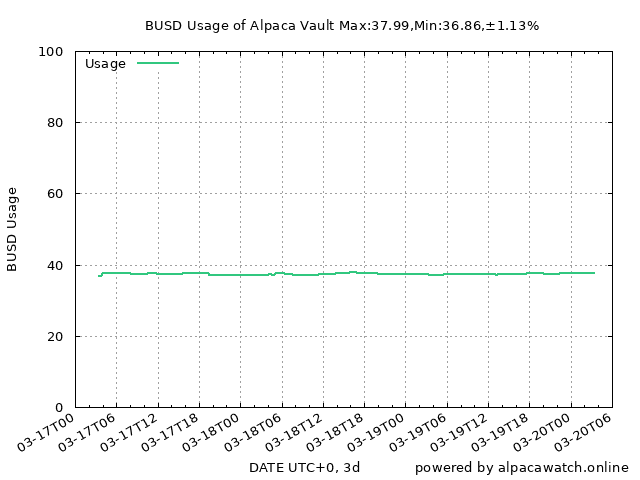 BUSD Usage of Alpaca Vault Max:37.99,Min:36.86,±1.13%
Usage
100
80
60
40
20
0
BUSD Usage
03-17T00
03-17T06
03-17T12
03-17T18
03-18T00
03-18T06
03-18T12
03-18T18
03-19T00
03-19T06
03-19T12
03-19T18
03-20T00
03-20T06
DATE UTC+0, 3d
powered by alpacawatch.online